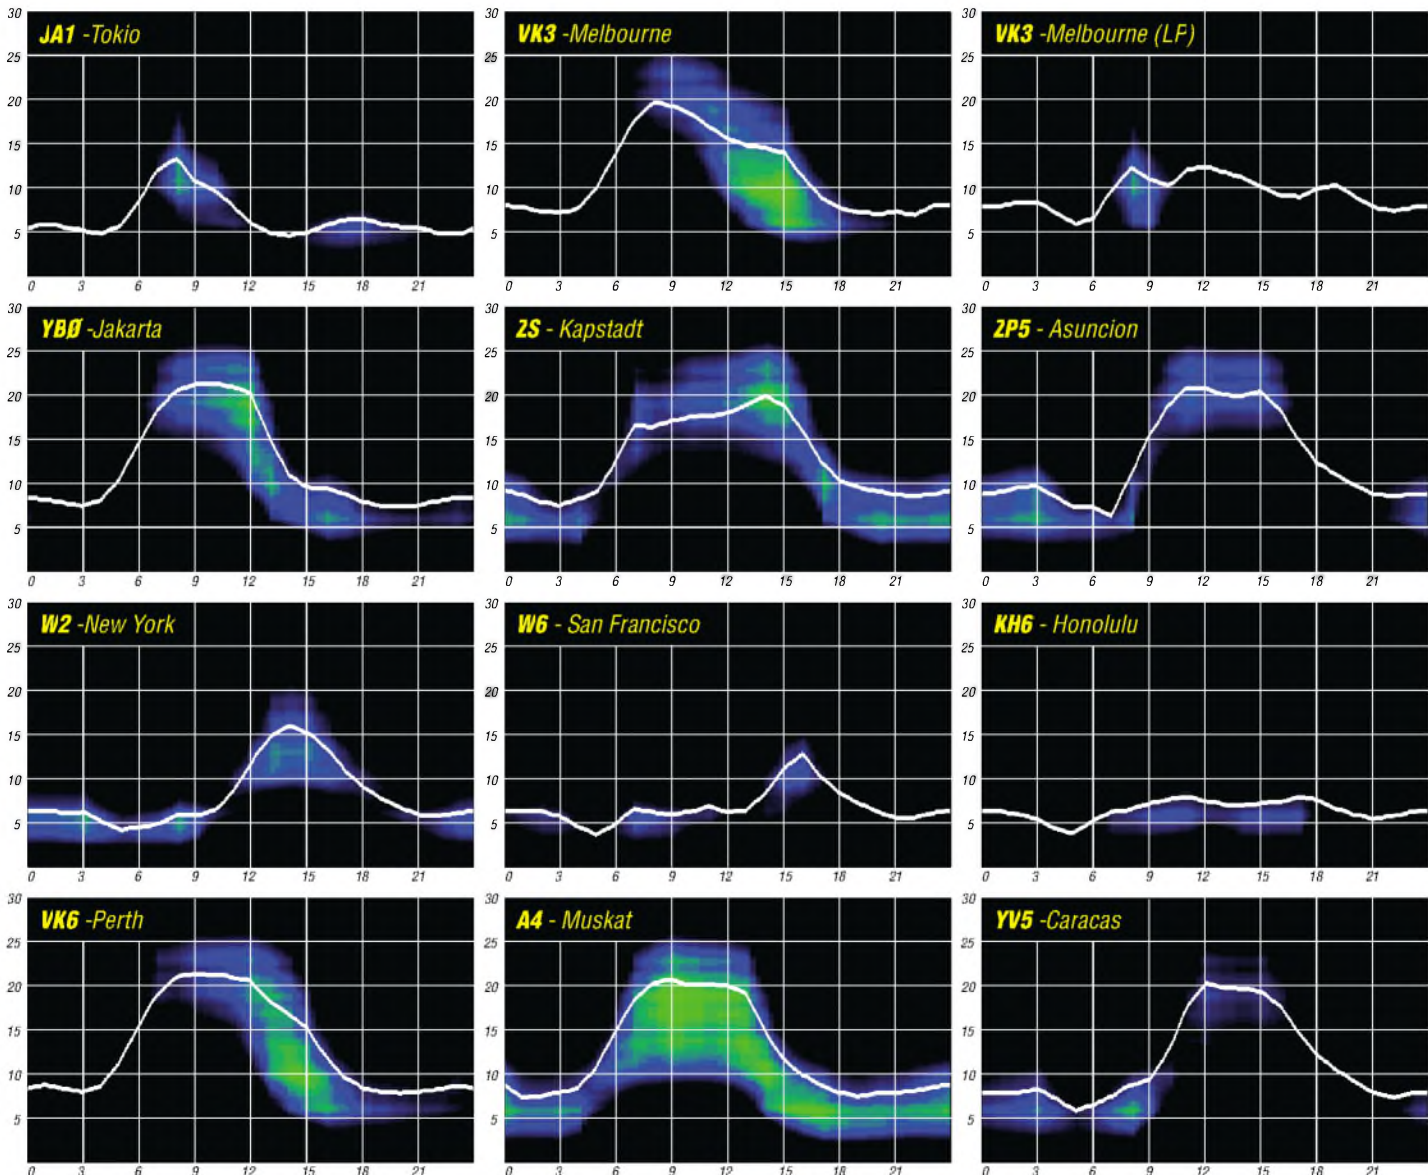 30 JA1 -Tokio 30 VK3 -Melbourne 30 VK3 -Melbourne (LP)
25 25 25
20 20 20
15 15 15
10 10 10
5 5 5
0 3 6 9 12 15 18 21 0 3 6 9 12 15 18 21 0 3 6 9 12 15 18 21
30 YBØ -Jakarta 30 ZS - Kapstadt 30 ZP5 - Asuncion
25 25 25
20 20 20
15 15 15
10 10 10
5 5 5
0 3 6 9 12 15 18 21 0 3 6 9 12 15 18 21 0 3 6 9 12 15 18 21
30 W2 -New York 30 W6 - San Francisco 30 KH6 - Honolulu
25 25 25
20 20 20
15 15 15
10 10 10
5 5 5
0 3 6 9 12 15 18 21 0 3 6 9 12 15 18 21 0 3 6 9 12 15 18 21
30 VK6 -Perth 30 A4 - Muskat 30 YV5 -Caracas
25 25 25
20 20 20
15 15 15
10 10 10
5 5 5
0 3 6 9 12 15 18 21 0 3 6 9 12 15 18 21 0 3 6 9 12 15 18 21